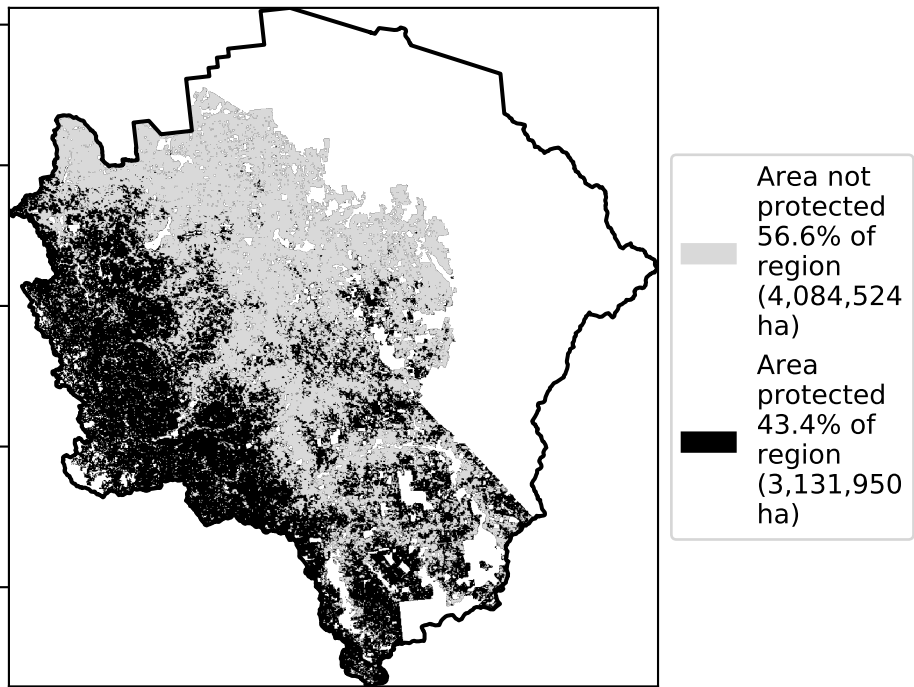 Area not
protected
56.6% of
region
(4,084,524
ha)
Area
protected
43.4% of
region
(3,131,950
ha)